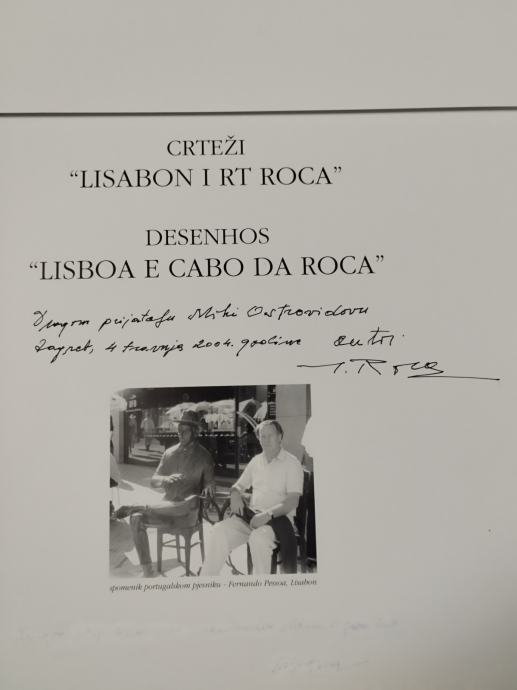 CRTEŽI
“LISABON I RT ROCA”
DESENHOS
“LISBOA E CABO DA ROCA”
Dragom prijatelju Miki Ostrovidovu
Zagreb, 4 travnja 2004. godine autor:
T. Roca
spomenik portugalskom pjesniku - Fernando Pessoa, Lisabon